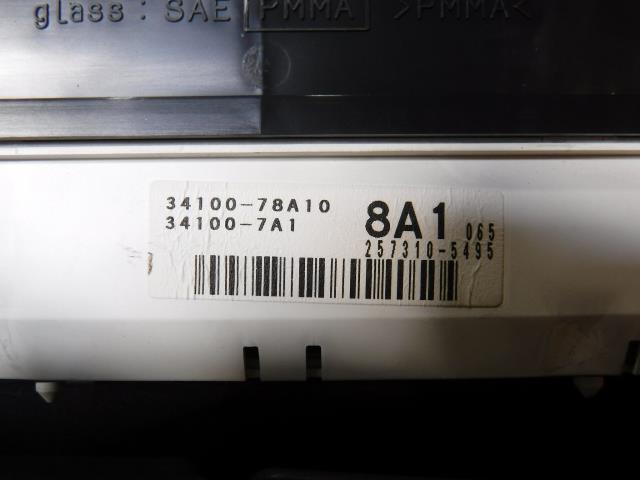 glass: SAE PMMA >PMMA<
34100-78A10
34100-7A1
8A1 065
257310-5495